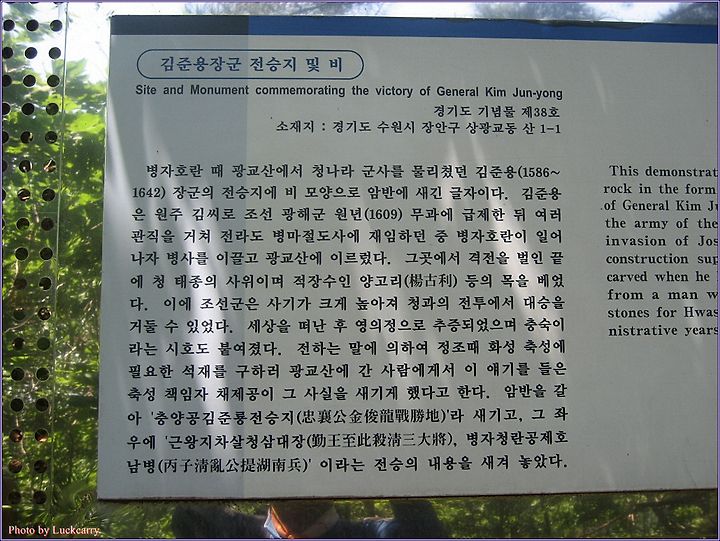 김준용장군 전승지 및 비
Site and Monument commemorating the victory of General Kim Jun-yong
경기도 기념물 제38호
소재지 : 경기도 수원시 장안구 상광교동 산 1-1
병자호란 때 광교산에서 청나라 군사를 물리쳤던 김준용(1586~
1642) 장군의 전승지에 비 모양으로 암반에 새긴 글자이다. 김준용
은 원주 김씨로 조선 광해군 원년(1609) 무과에 급제한 뒤 여러
관직을 거쳐 전라도 병마절도사에 재임하던 중 병자호란이 일어
나자 병사를 이끌고 광교산에 이르렀다. 그곳에서 격전을 벌인 끝
에 청 태종의 사위이며 적장수인 양고리(楊古利) 등의 목을 베었
다. 이에 조선군은 사기가 크게 높아져 청과의 전투에서 대승을
거둘 수 있었다. 세상을 떠난 후 영의정으로 추증되었으며 충숙이
라는 시호도 붙여졌다. 전하는 말에 의하여 정조때 화성 축성에
필요한 석재를 구하러 광교산에 간 사람에게서 이 얘기를 들은
축성 책임자 채제공이 그 사실을 새기게 했다고 한다. 암반을 갈
아 '충양공김준룡전승지(忠襄公金俊龍戰勝地)'라 새기고, 그 좌
우에 '근왕지차살청삼대장(勤王至此殺淸三大將), 병자청란공제호
남병(丙子淸亂公提湖南兵)' 이라는 전승의 내용을 새겨 놓았다.
This demonstrat
rock in the form
of General Kim Ju
the army of the
invasion of Jos
construction sup
carved when he
from a man w
stones for Hwas
nistrative years
Photo by Luckcarry